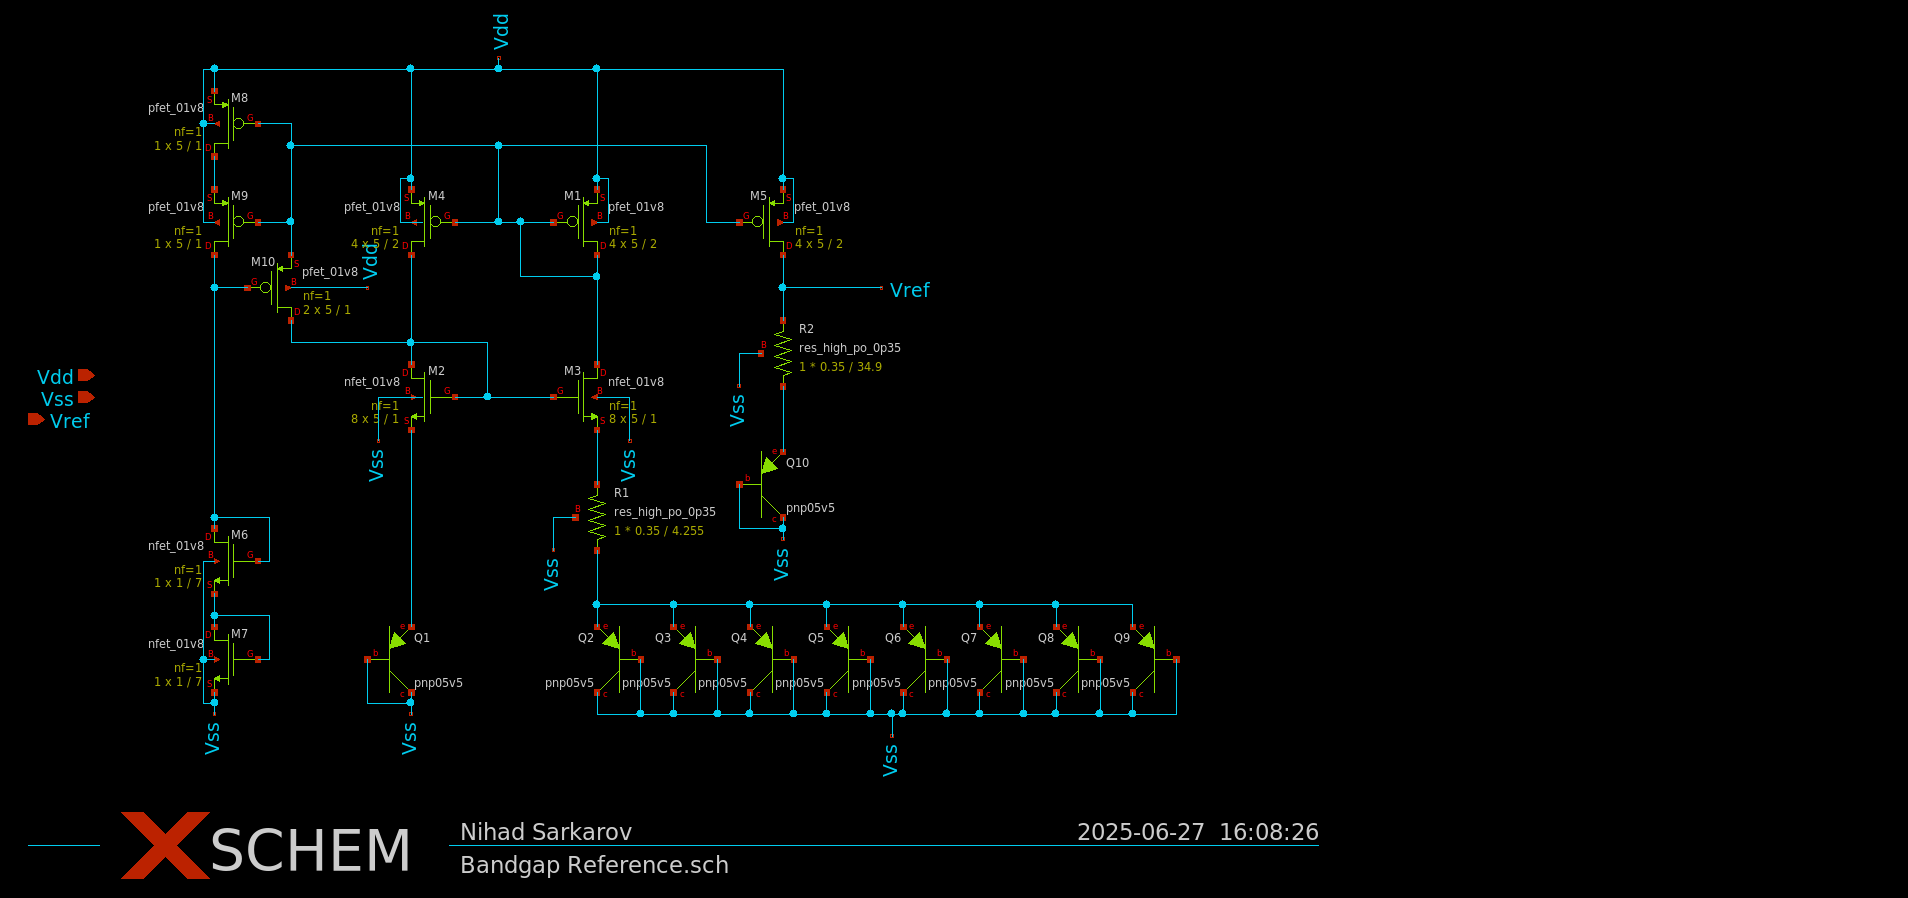 Vdd
M8
pfet_01v8
G
S
B
D
nf=1
1 x 5 / 1
M9
pfet_01v8
S
B
G
D
nf=1
1 x 5 / 1
M4
pfet_01v8
S
B
G
D
nf=1
4 x 5 / 2
M1
pfet_01v8
S
G
B
D
nf=1
4 x 5 / 2
M5
pfet_01v8
S
G
B
D
nf=1
4 x 5 / 2
M10
pfet_01v8
S
G
B
D
nf=1
2 x 5 / 1
Vdd
Vref
R2
res_high_po_0p35
1 * 0.35 / 34.9
B
Vss
Vdd
Vss
Vref
M2
nfet_01v8
D
B
G
S
nf=1
8 x 5 / 1
Vss
M3
nfet_01v8
D
G
B
S
nf=1
8 x 5 / 1
Vss
Q10
e
b
c
pnp05v5
Vss
R1
res_high_po_0p35
1 * 0.35 / 4.255
B
Vss
M6
nfet_01v8
D
B
G
S
nf=1
1 x 1 / 7
M7
nfet_01v8
D
B
G
S
nf=1
1 x 1 / 7
Vss
Q1
e
b
c
pnp05v5
Vss
Q2
e
b
c
pnp05v5
Q3
e
b
c
pnp05v5
Q4
e
b
c
pnp05v5
Q5
e
b
c
pnp05v5
Q6
e
b
c
pnp05v5
Q7
e
b
c
pnp05v5
Q8
e
b
c
pnp05v5
Q9
e
b
c
pnp05v5
Vss
XSCHEM
Nihad Sarkarov
2025-06-27 16:08:26
Bandgap Reference.sch